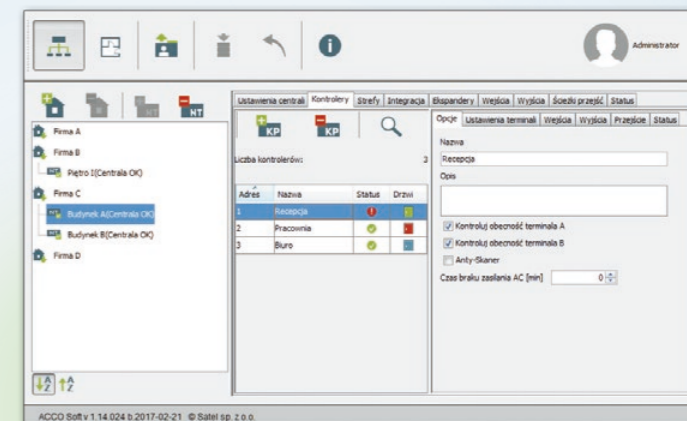 Administrator
NT
NT
Firma A
Firma B
Piętro I(Centrala OK)
Firma C
Budynek A(Centrala OK)
Budynek B(Centrala OK)
Firma D
A
Z
A
Z
Ustawienia centrali Kontrolery Strefy Integracja Ekspandery Wejścia Wyjścia Ścieżki przejść Status
KP
KP
Liczba kontrolerów: 3
Adres Nazwa Status Drzwi
1 Recepcja
2 Pracownia
3 Biuro
Opcje Ustawienia terminali Wejścia Wyjścia Przejście Status
Nazwa
Recepcja
Opis
Kontroluj obecność terminala A
Kontroluj obecność terminala B
Anty-Skaner
Czas braku zasilania AC [min] 0
ACCO Soft v 1.14.024 b.2017-02-21 © Satel sp. z o.o.